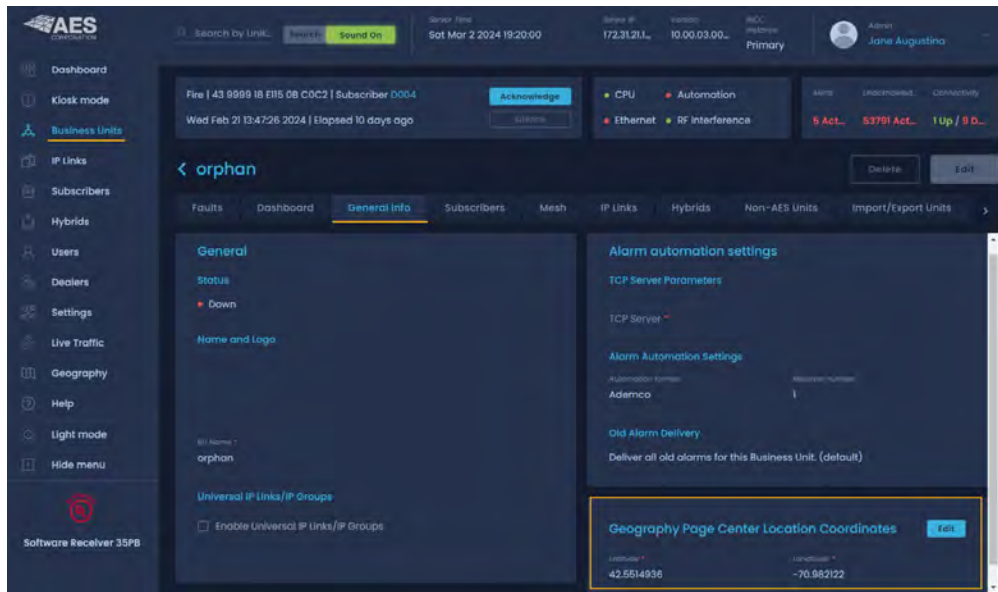 AES
CORPORATION
Search by Unit... Search Sound On
Server Time
Sat Mar 2 2024 19:20:00
Server IP
172.31.21.1...
Version
10.00.03.00...
Primary
Admin
Jane Augustina
Dashboard
Kiosk mode
Business Units
IP Links
Subscribers
Hybrids
Users
Dealers
Settings
Live Traffic
Geography
Help
Light mode
Hide menu
Software Receiver 35PB
Fire | 43 9999 18 E115 0B C0C2 | Subscriber D004
Acknowledge
Wed Feb 21 13:47:26 2024 | Elapsed 10 days ago
Silence
CPU Automation
Ethernet RF Interference
Alerts
Connectivity
5 Act... 53791 Act... 1 Up / 9 D...
< orphan
Delete Edit
Faults Dashboard General info Subscribers Mesh IP Links Hybrids Non-AES Units Import/Export Units >
General
Status
Down
Name and Logo
BU Name *
orphan
Universal IP Links/IP Groups
Enable Universal IP Links/IP Groups
Alarm automation settings
TCP Server Parameters
TCP Server *
Alarm Automation Settings
Automation format
Ademco
Receiver number
1
Old Alarm Delivery
Deliver all old alarms for this Business Unit. (default)
Geography Page Center Location Coordinates Edit
Latitude * Longitude *
42.5514936 -70.982122